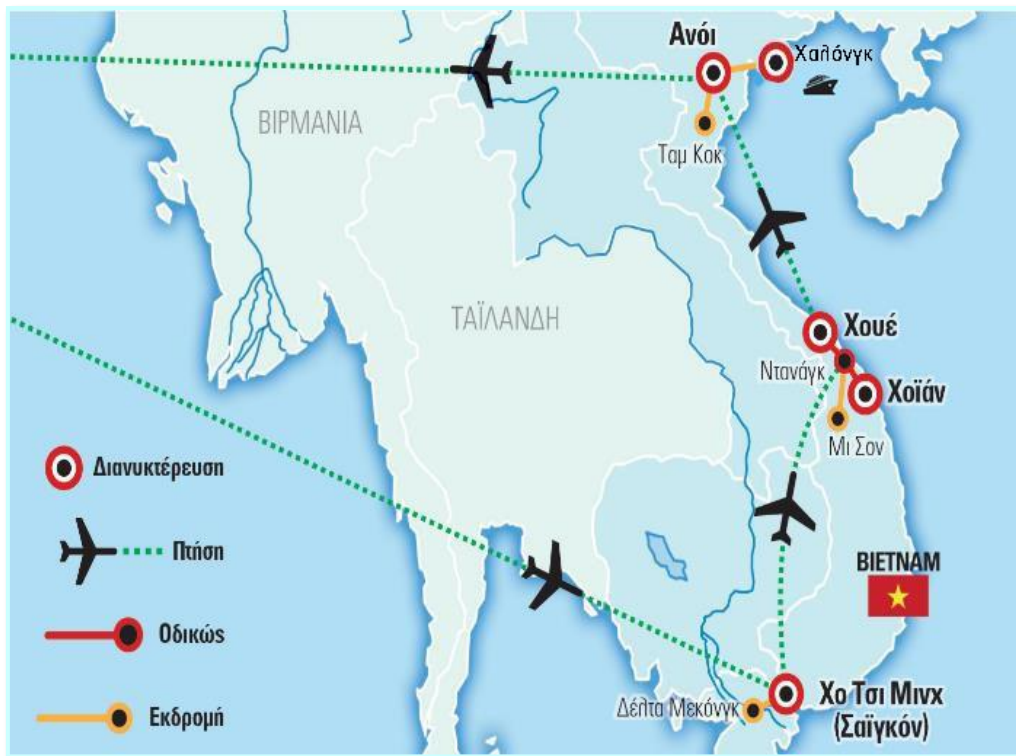 Ανόι
Χαλόνγκ
ΒΙΡΜΑΝΙΑ
Ταμ Κοκ
ΤΑΪΛΑΝΔΗ
Χουέ
Ντανάγκ
Χοϊάν
Μι Σον
Διανυκτέρευση
Πτήση
ΒΙΕΤΝΑΜ
Οδικώς
Δέλτα Μεκόνγκ
Χο Τσι Μινχ
(Σαϊγκόν)
Εκδρομή